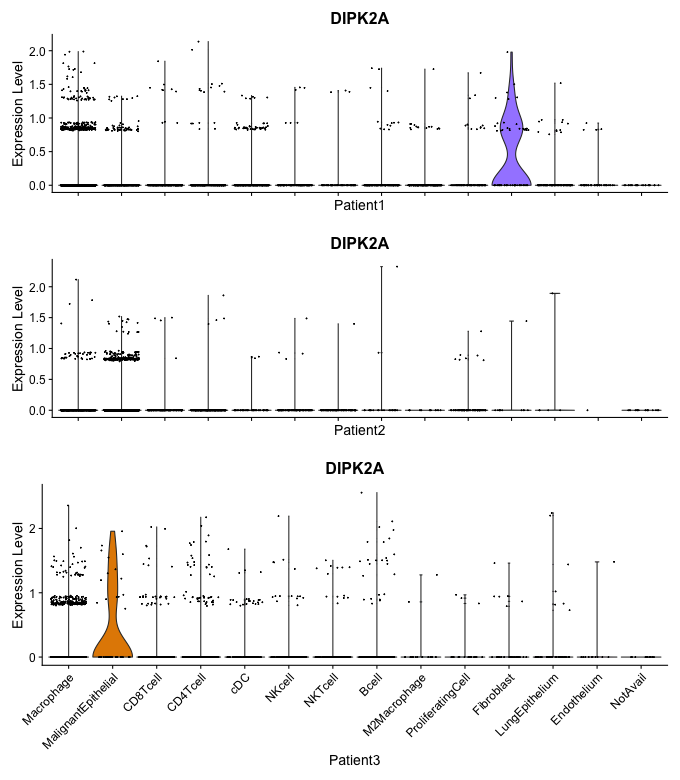 DIPK2A
Expression Level
2.0
1.5
1.0
0.5
0.0
Patient1
DIPK2A
Expression Level
2.0
1.5
1.0
0.5
0.0
Patient2
DIPK2A
Expression Level
2
1
0
Macrophage
MalignantEpithelial
CD8Tcell
CD4Tcell
cDC
NKcell
NKTcell
Bcell
M2Macrophage
ProliferatingCell
Fibroblast
LungEpithelium
Endothelium
NotAvail
Patient3